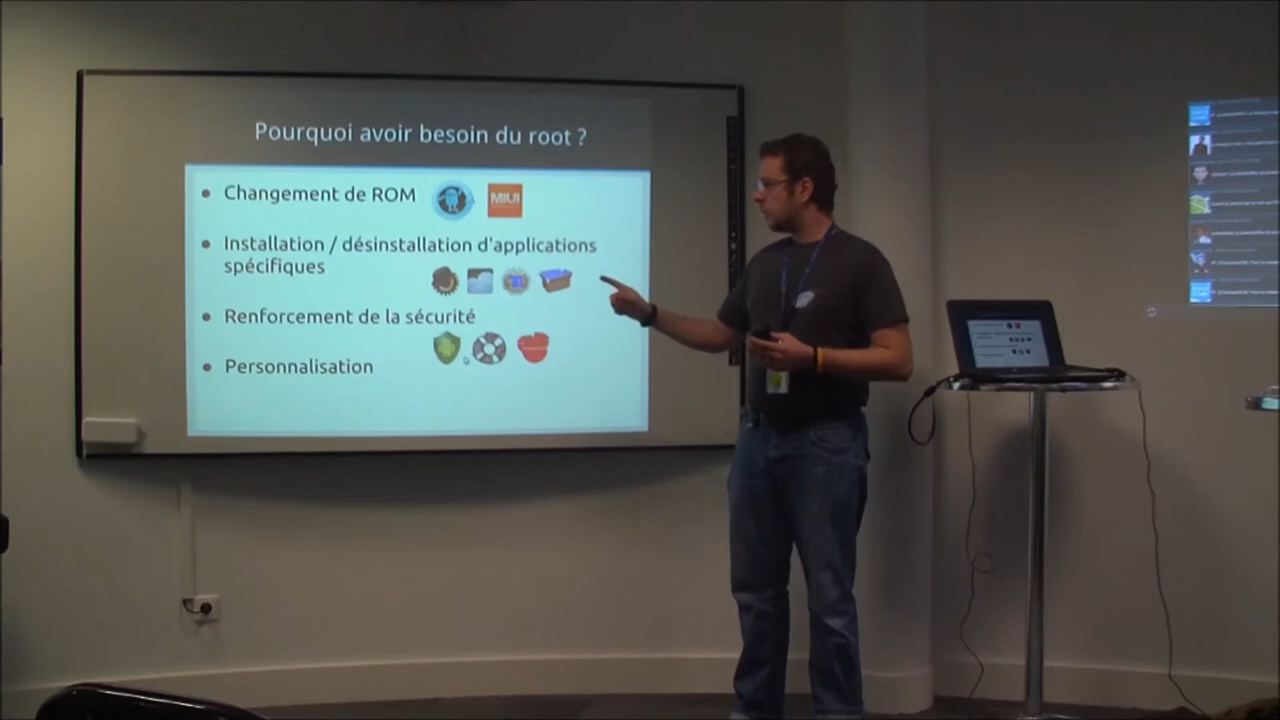 Pourquoi avoir besoin du root ?
Changement de ROM
MIUI
Installation / désinstallation d'applications
spécifiques
Renforcement de la sécurité
Personnalisation